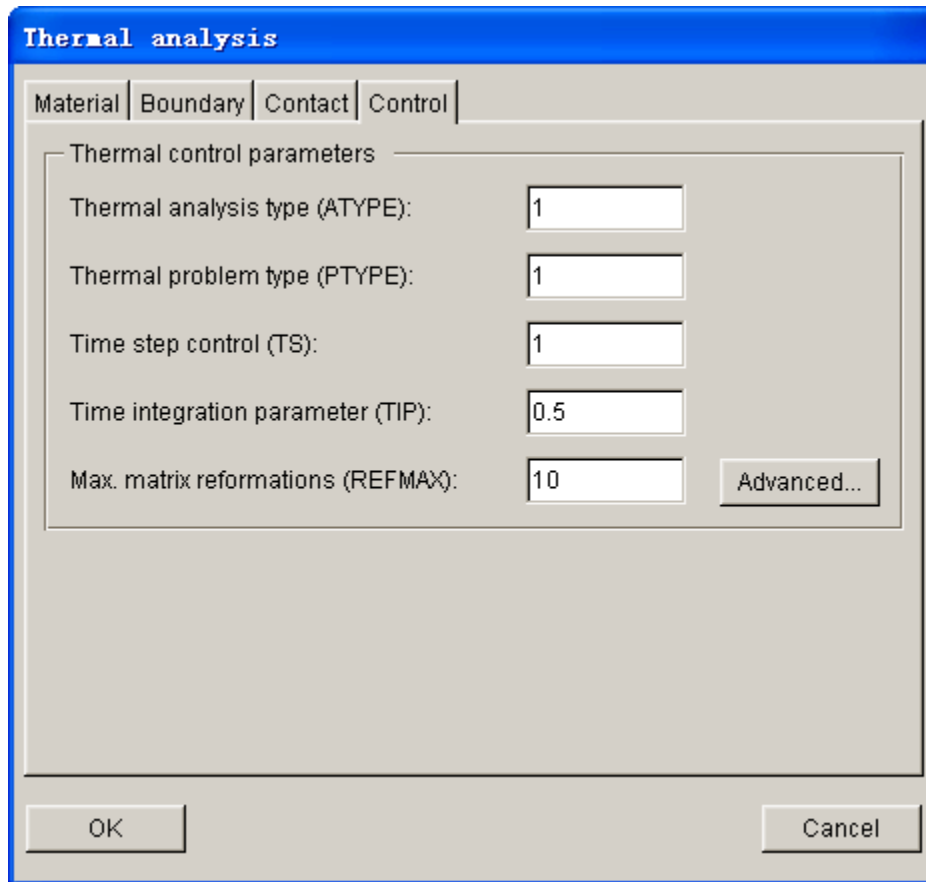 Thermal analysis
Material Boundary Contact Control
Thermal control parameters
Thermal analysis type (ATYPE): 1
Thermal problem type (PTYPE): 1
Time step control (TS): 1
Time integration parameter (TIP): 0.5
Max. matrix reformations (REFMAX): 10 Advanced...
OK Cancel